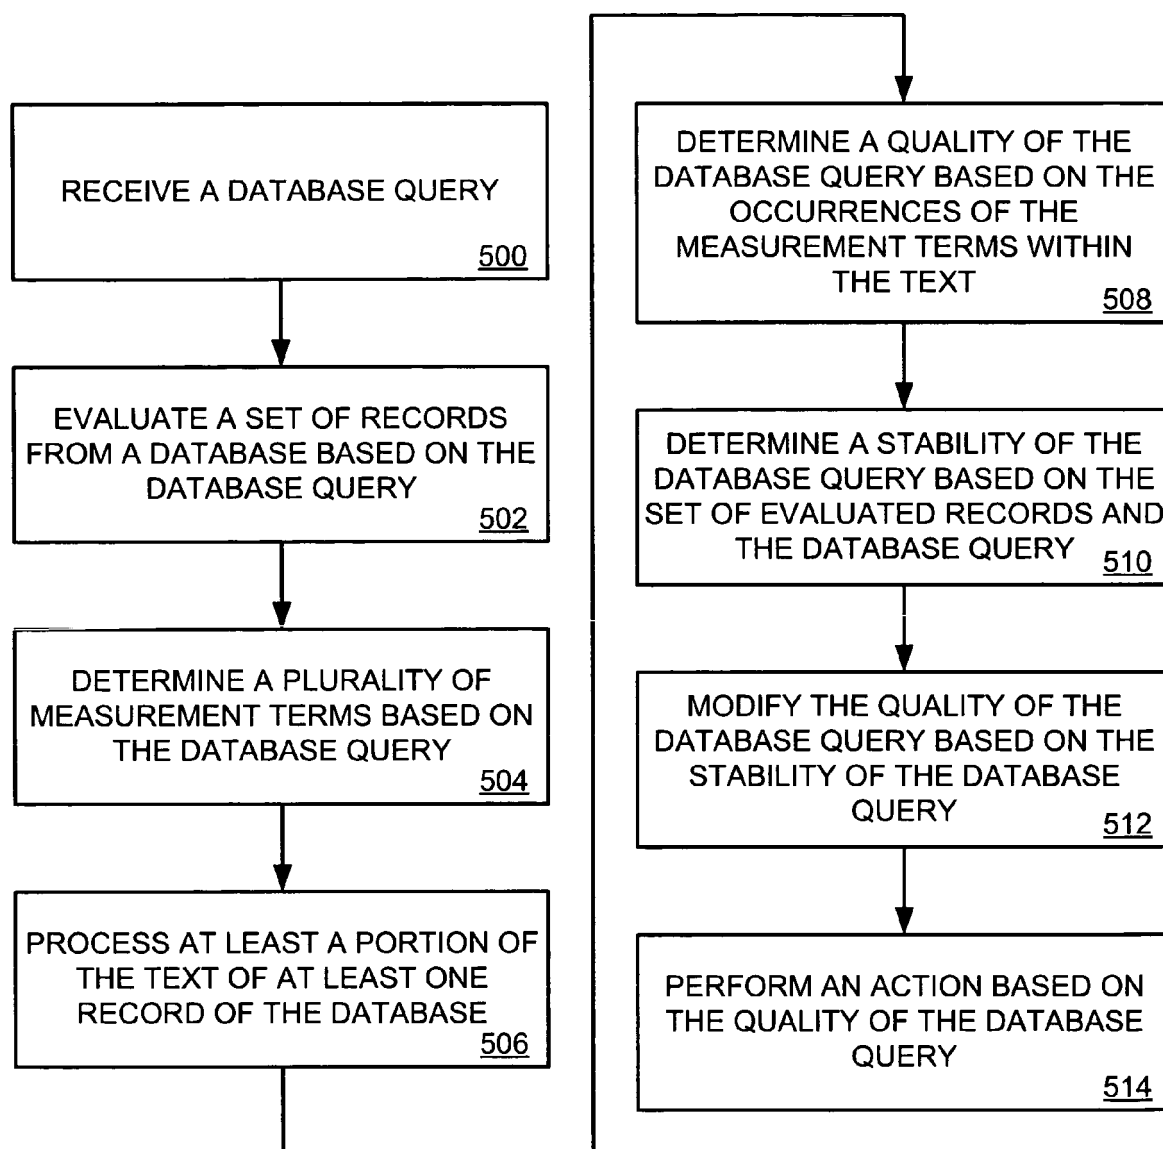 RECEIVE A DATABASE QUERY
500
EVALUATE A SET OF RECORDS
FROM A DATABASE BASED ON THE
DATABASE QUERY
502
DETERMINE A PLURALITY OF
MEASUREMENT TERMS BASED ON
THE DATABASE QUERY
504
PROCESS AT LEAST A PORTION OF
THE TEXT OF AT LEAST ONE
RECORD OF THE DATABASE
506
DETERMINE A QUALITY OF THE
DATABASE QUERY BASED ON THE
OCCURRENCES OF THE
MEASUREMENT TERMS WITHIN
THE TEXT
508
DETERMINE A STABILITY OF THE
DATABASE QUERY BASED ON THE
SET OF EVALUATED RECORDS AND
THE DATABASE QUERY
510
MODIFY THE QUALITY OF THE
DATABASE QUERY BASED ON THE
STABILITY OF THE DATABASE
QUERY
512
PERFORM AN ACTION BASED ON
THE QUALITY OF THE DATABASE
QUERY
514